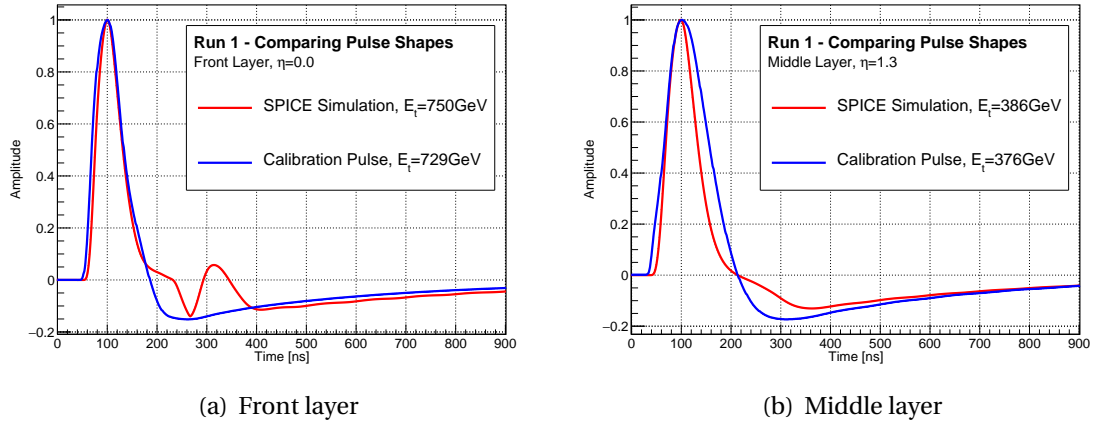 Run 1 - Comparing Pulse Shapes
Front Layer, η=0.0
SPICE Simulation, E_t=750GeV
Calibration Pulse, E_t=729GeV
Amplitude
1
0.8
0.6
0.4
0.2
0
−0.2
0 100 200 300 400 500 600 700 800 900
Time [ns]
(a) Front layer
Run 1 - Comparing Pulse Shapes
Middle Layer, η=1.3
SPICE Simulation, E_t=386GeV
Calibration Pulse, E_t=376GeV
Amplitude
1
0.8
0.6
0.4
0.2
0
−0.2
0 100 200 300 400 500 600 700 800 900
Time [ns]
(b) Middle layer